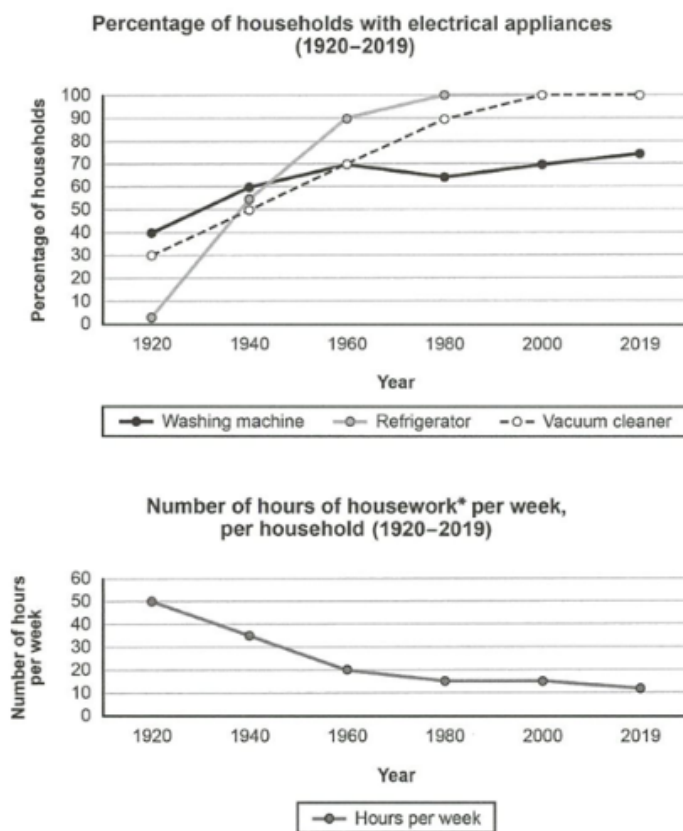 Percentage of households with electrical appliances
(1920–2019)
Percentage of households
100
90
80
70
60
50
40
30
20
10
0
1920 1940 1960 1980 2000 2019
Year
Washing machine Refrigerator Vacuum cleaner
Number of hours of housework* per week,
per household (1920–2019)
Number of hours
per week
60
50
40
30
20
10
0
1920 1940 1960 1980 2000 2019
Year
Hours per week